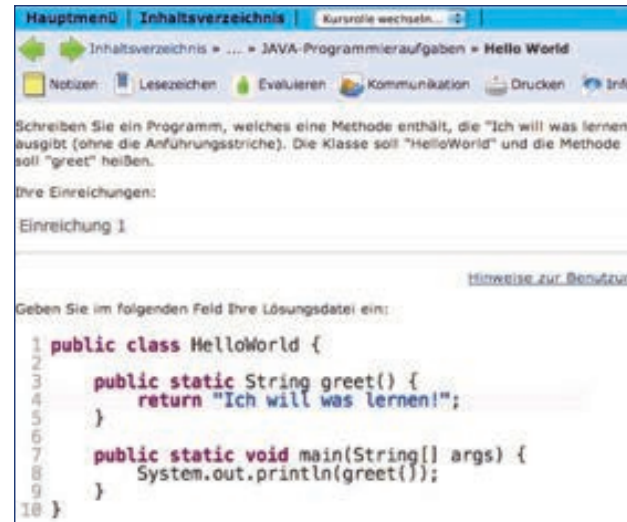 Hauptmenü | Inhaltsverzeichnis | Kursrolle wechseln... |
Inhaltsverzeichnis » ... » JAVA-Programmieraufgaben » Hello World
Notizen Lesezeichen Evaluieren Kommunikation Drucken Info
Schreiben Sie ein Programm, welches eine Methode enthält, die "Ich will was lernen
ausgibt (ohne die Anführungsstriche). Die Klasse soll "HelloWorld" und die Methode
soll "greet" heißen.
Ihre Einreichungen:
Einreichung 1
Hinweise zur Benutzu
Geben Sie im folgenden Feld Ihre Lösungsdatei ein:
1 public class HelloWorld {
2
3 public static String greet() {
4 return "Ich will was lernen!";
5 }
6
7 public static void main(String[] args) {
8 System.out.println(greet());
9 }
10 }